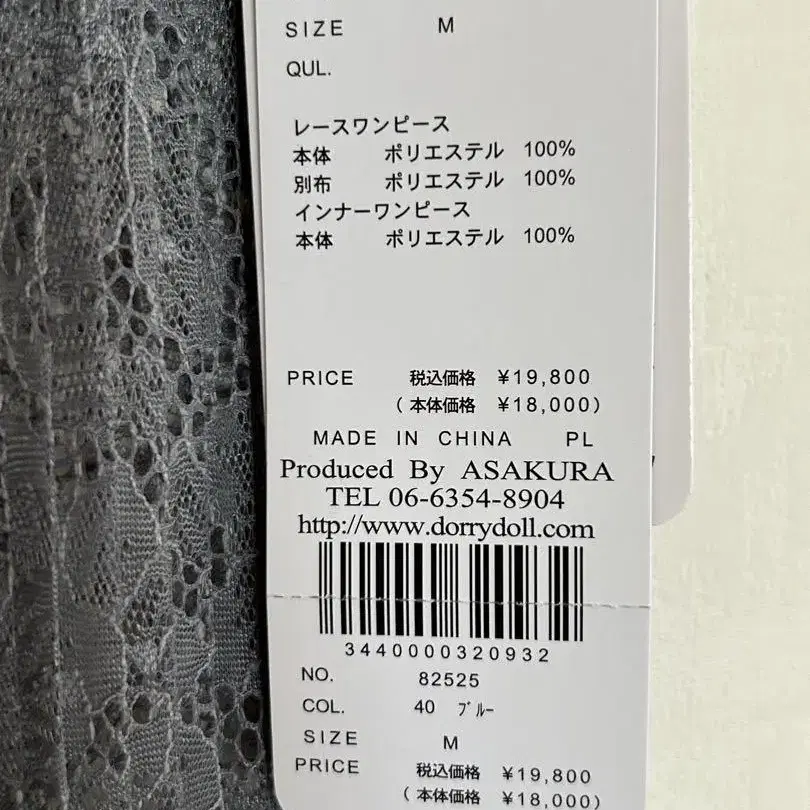 SIZE M
QUL.
レースワンピース
本体 ポリエステル 100%
別布 ポリエステル 100%
インナーワンピース
本体 ポリエステル 100%
PRICE 税込価格 ¥19,800
(本体価格 ¥18,000)
MADE IN CHINA PL
Produced By ASAKURA
TEL 06-6354-8904
http://www.dorrydoll.com
3440000320932
NO. 82525
COL. 40 ブルー
SIZE M
PRICE 税込価格 ¥19,800
(本体価格 ¥18,000)